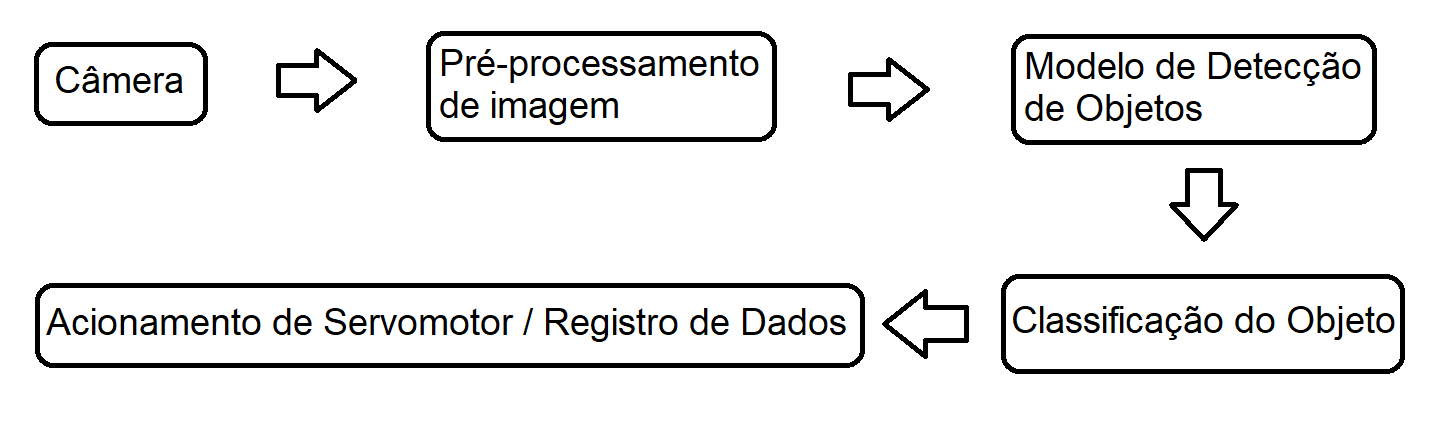 Câmera
Pré-processamento
de imagem
Modelo de Detecção
de Objetos
Classificação do Objeto
Acionamento de Servomotor / Registro de Dados